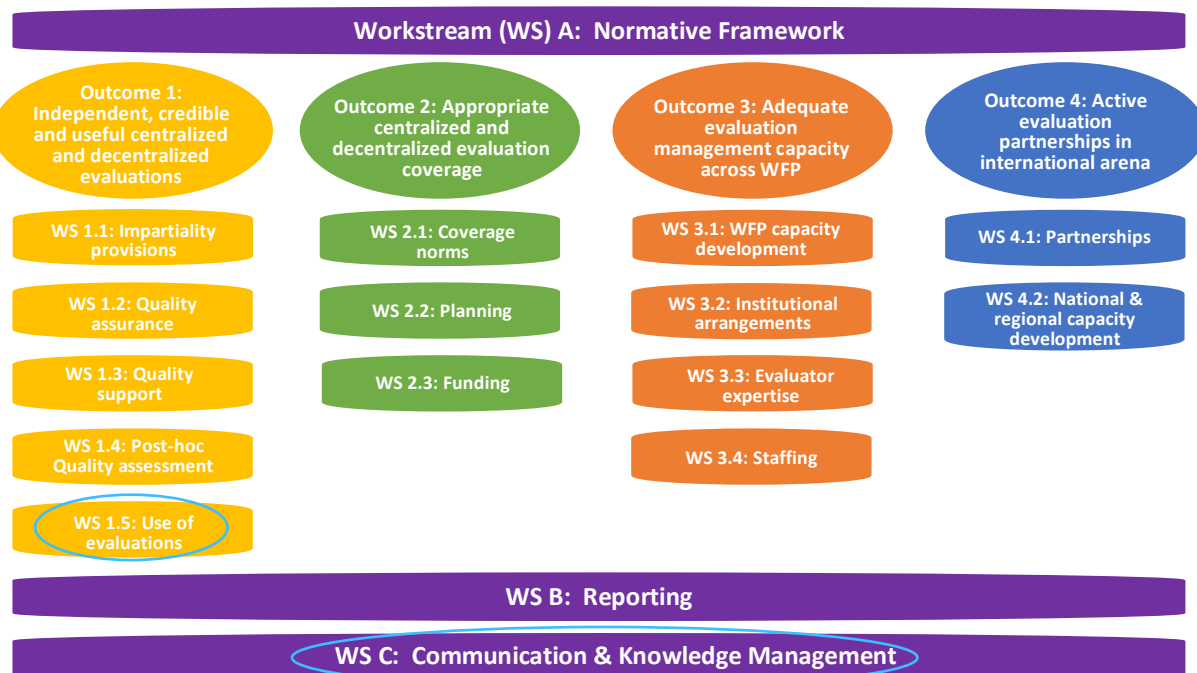 Workstream (WS) A:  Normative Framework
Outcome 1:
Independent, credible
and useful centralized
and decentralized
evaluations
Outcome 2: Appropriate
centralized and
decentralized evaluation
coverage
Outcome 3: Adequate
evaluation
management capacity
across WFP
Outcome 4: Active
evaluation
partnerships in
international arena
WS 1.1: Impartiality
provisions
WS 1.2: Quality
assurance
WS 1.3: Quality
support
WS 1.4: Post-hoc
Quality assessment
WS 1.5: Use of
evaluations
WS 2.1: Coverage
norms
WS 2.2: Planning
WS 2.3: Funding
WS 3.1: WFP capacity
development
WS 3.2: Institutional
arrangements
WS 3.3: Evaluator
expertise
WS 3.4: Staffing
WS 4.1: Partnerships
WS 4.2: National &
regional capacity
development
WS B:  Reporting
WS C:  Communication & Knowledge Management